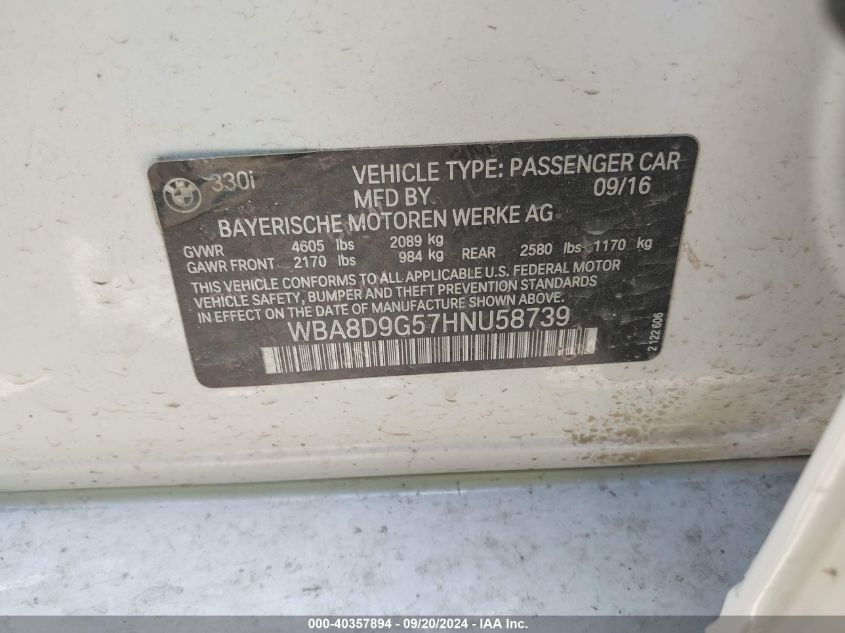 330i
VEHICLE TYPE: PASSENGER CAR
MFD BY. 09/16
BAYERISCHE MOTOREN WERKE AG
GVWR 4605 lbs 2089 kg
GAWR FRONT 2170 lbs 984 kg REAR 2580 lbs 1170 kg
THIS VEHICLE CONFORMS TO ALL APPLICABLE U.S. FEDERAL MOTOR
VEHICLE SAFETY, BUMPER AND THEFT PREVENTION STANDARDS
IN EFFECT ON THE DATE OF MANUFACTURE SHOWN ABOVE.
WBA8D9G57HNU58739
2 122 606
000-40357894 - 09/20/2024 - IAA Inc.